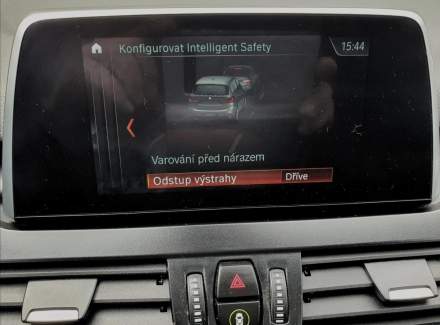 Konfigurovat Intelligent Safety
15:44
Varování před nárazem
Odstup výstrahy Dříve